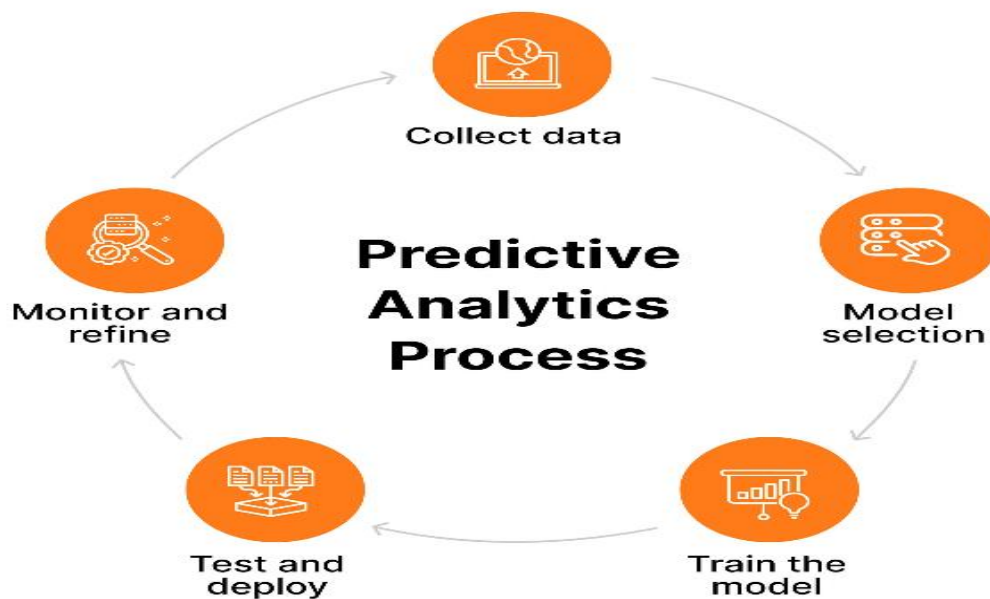 Collect data
Model
selection
Train the
model
Test and
deploy
Monitor and
refine
Predictive
Analytics
Process